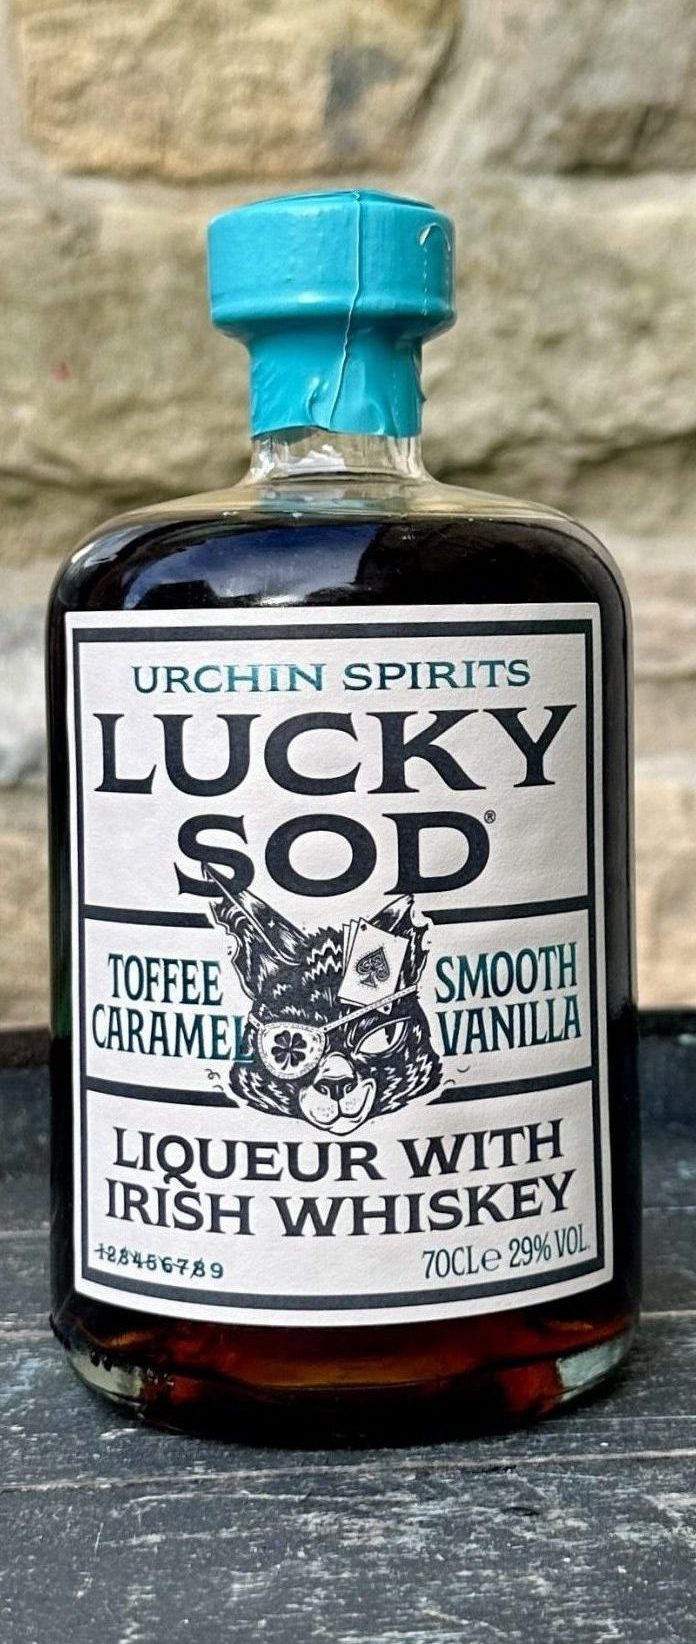 URCHIN SPIRITS
LUCKY
SOD®
TOFFEE
CARAMEL
SMOOTH
VANILLA
LIQUEUR WITH
IRISH WHISKEY
123456789
70CL℮ 29% VOL.